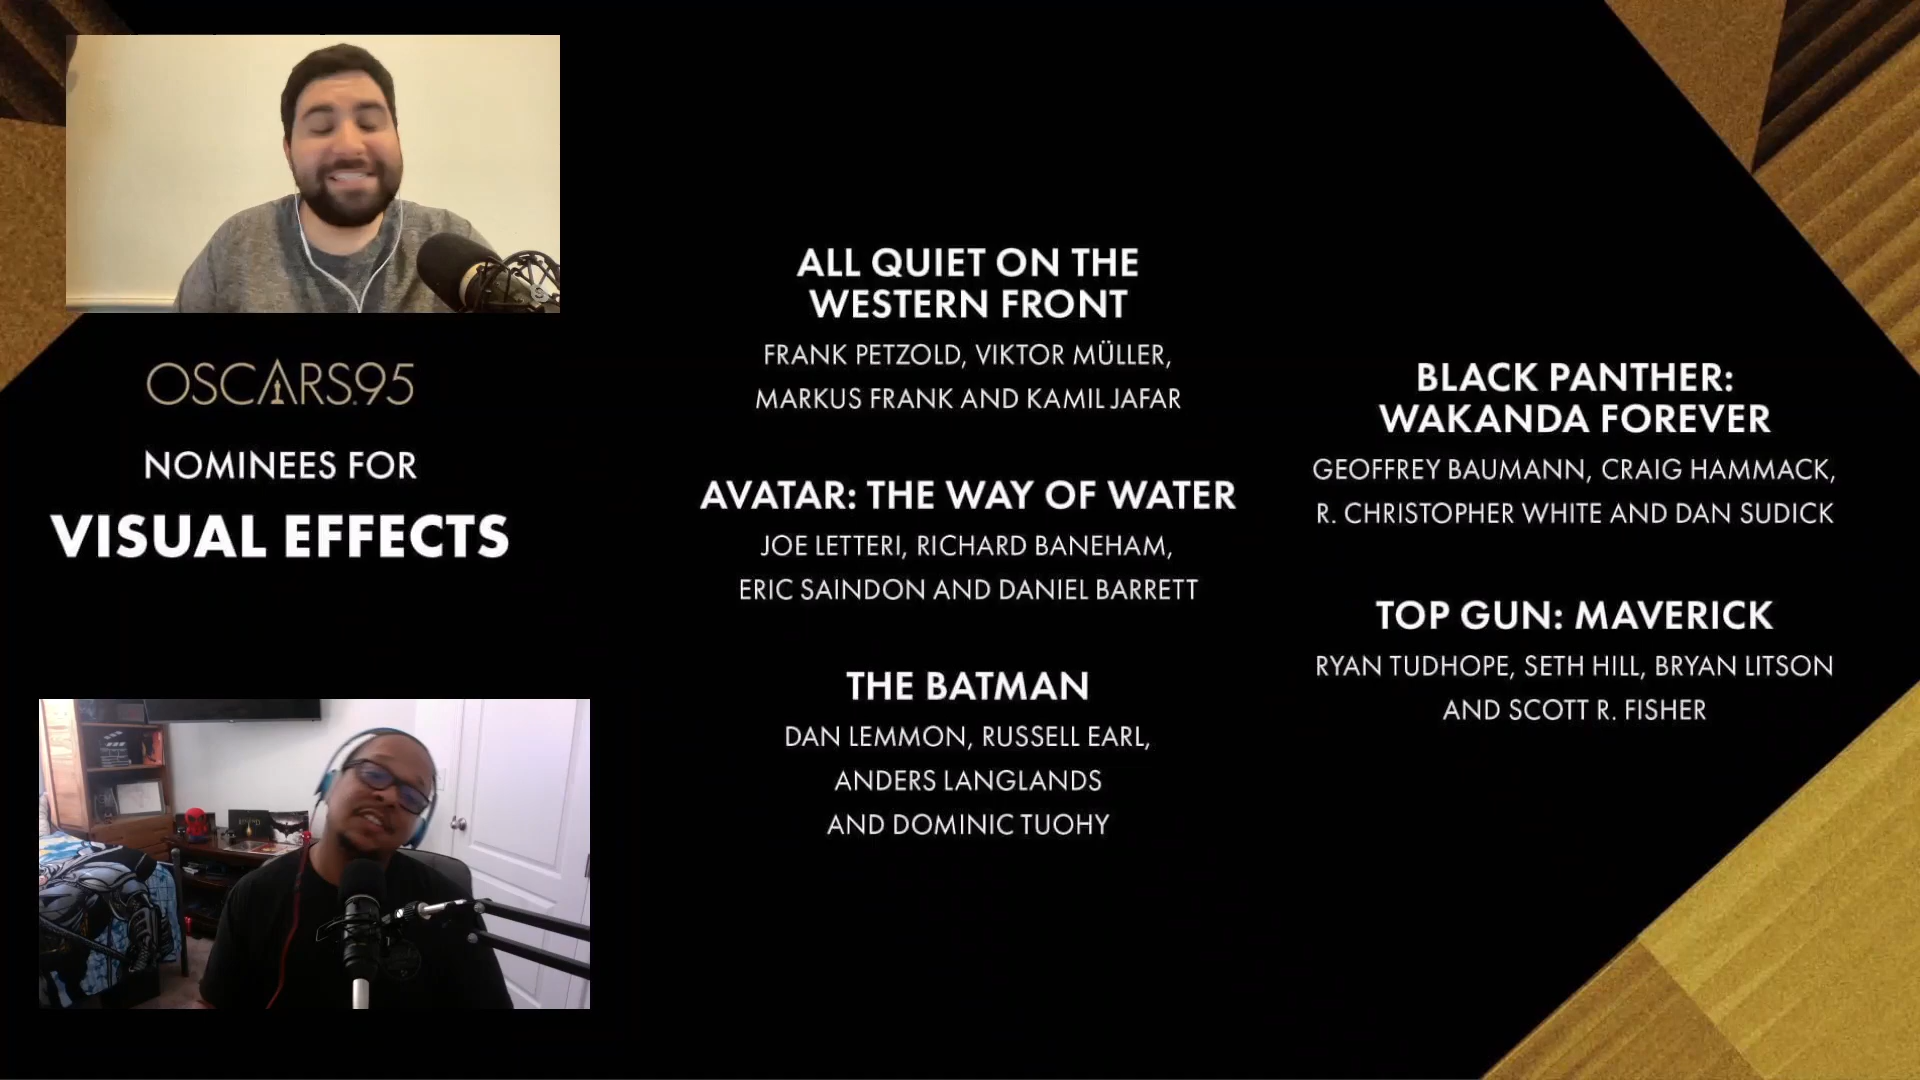 OSCARS.95
NOMINEES FOR
VISUAL EFFECTS
ALL QUIET ON THE
WESTERN FRONT
FRANK PETZOLD, VIKTOR MÜLLER,
MARKUS FRANK AND KAMIL JAFAR
AVATAR: THE WAY OF WATER
JOE LETTERI, RICHARD BANEHAM,
ERIC SAINDON AND DANIEL BARRETT
THE BATMAN
DAN LEMMON, RUSSELL EARL,
ANDERS LANGLANDS
AND DOMINIC TUOHY
BLACK PANTHER:
WAKANDA FOREVER
GEOFFREY BAUMANN, CRAIG HAMMACK,
R. CHRISTOPHER WHITE AND DAN SUDICK
TOP GUN: MAVERICK
RYAN TUDHOPE, SETH HILL, BRYAN LITSON
AND SCOTT R. FISHER